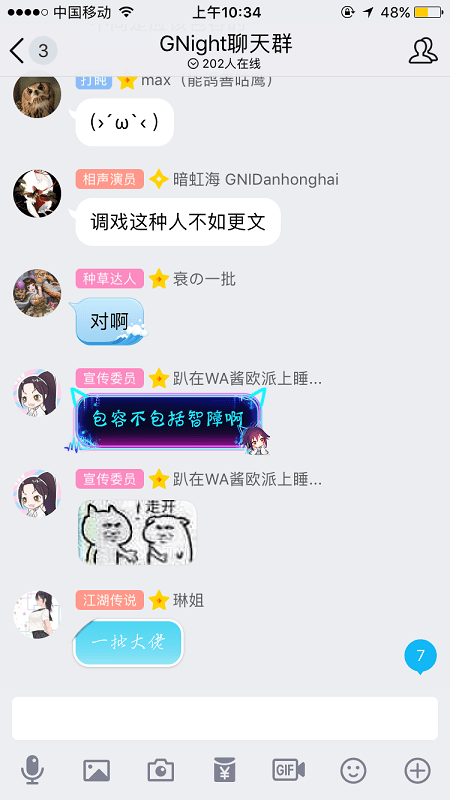 中国移动
上午10:34
48%
3
GNight聊天群
202人在线
打盹
max（能鸽善咕鹰）
(›´ω`‹ )
相声演员
暗虹海 GNIDanhonghai
调戏这种人不如更文
种草达人
衰の一批
对啊
宣传委员
趴在WA酱欧派上睡...
包容不包括智障啊
宣传委员
趴在WA酱欧派上睡...
走开
江湖传说
琳姐
一批大佬
7
¥
GIF